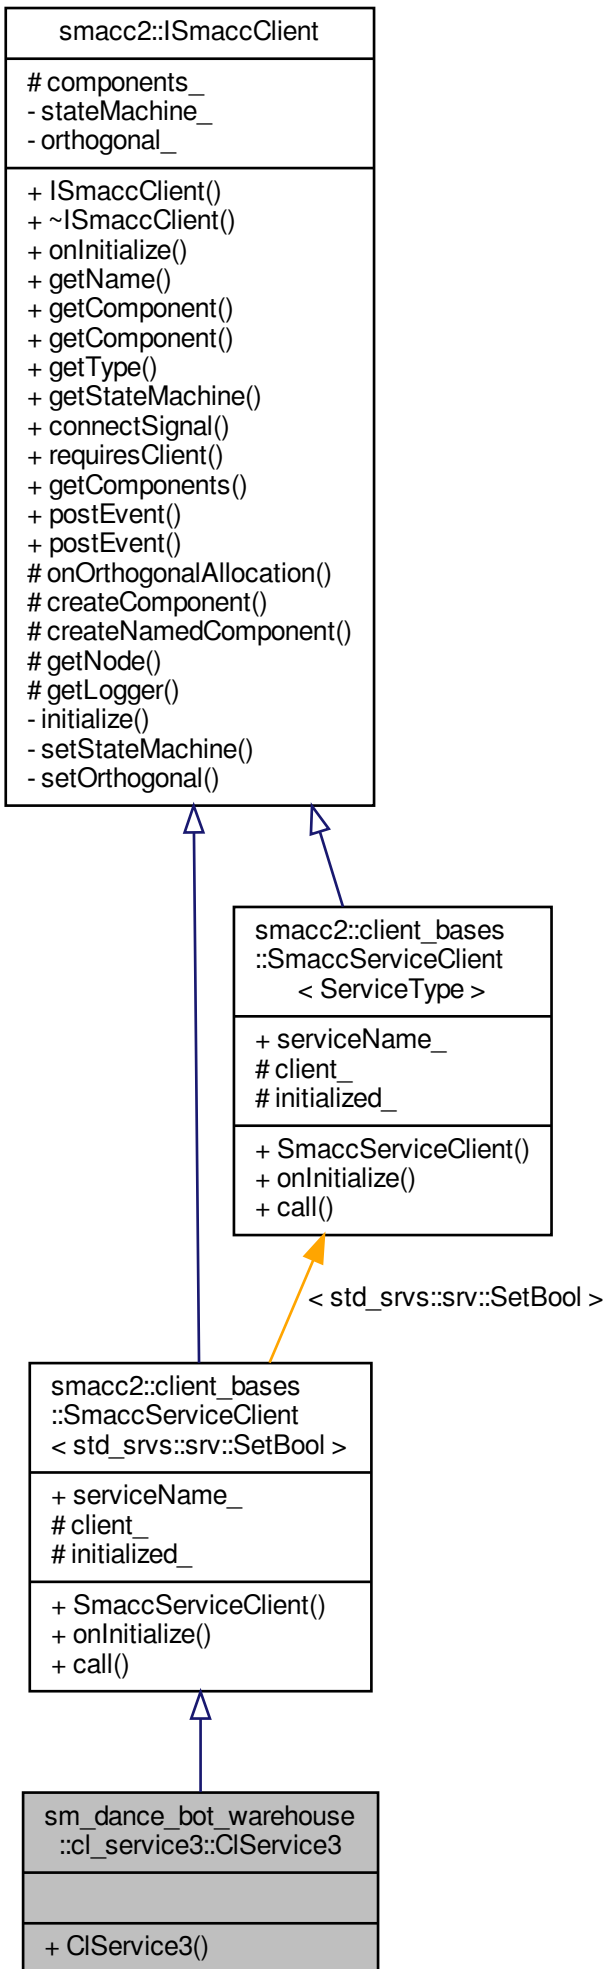 smacc2::ISmaccClient
# components_
- stateMachine_
- orthogonal_
+ ISmaccClient()
+ ~ISmaccClient()
+ onInitialize()
+ getName()
+ getComponent()
+ getComponent()
+ getType()
+ getStateMachine()
+ connectSignal()
+ requiresClient()
+ getComponents()
+ postEvent()
+ postEvent()
# onOrthogonalAllocation()
# createComponent()
# createNamedComponent()
# getNode()
# getLogger()
- initialize()
- setStateMachine()
- setOrthogonal()
smacc2::client_bases
::SmaccServiceClient
< ServiceType >
+ serviceName_
# client_
# initialized_
+ SmaccServiceClient()
+ onInitialize()
+ call()
< std_srvs::srv::SetBool >
smacc2::client_bases
::SmaccServiceClient
< std_srvs::srv::SetBool >
+ serviceName_
# client_
# initialized_
+ SmaccServiceClient()
+ onInitialize()
+ call()
sm_dance_bot_warehouse
::cl_service3::ClService3
+ ClService3()